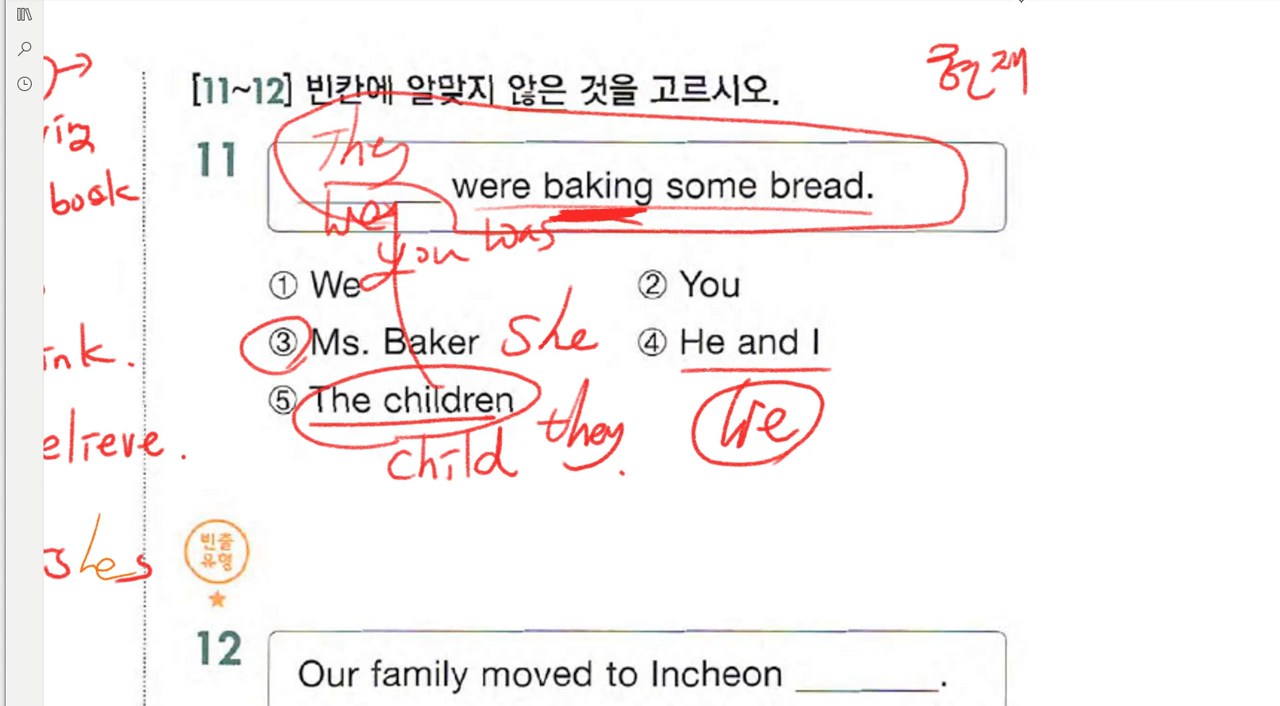 현재
[11~12] 빈칸에 알맞지 않은 것을 고르시오.
11
They
were baking some bread.
we
you was
① We
② You
③ Ms. Baker she
④ He and I
⑤ The children they.
we
child
book
ink.
elieve.
shes
빈출
유형
12
Our family moved to Incheon ________.